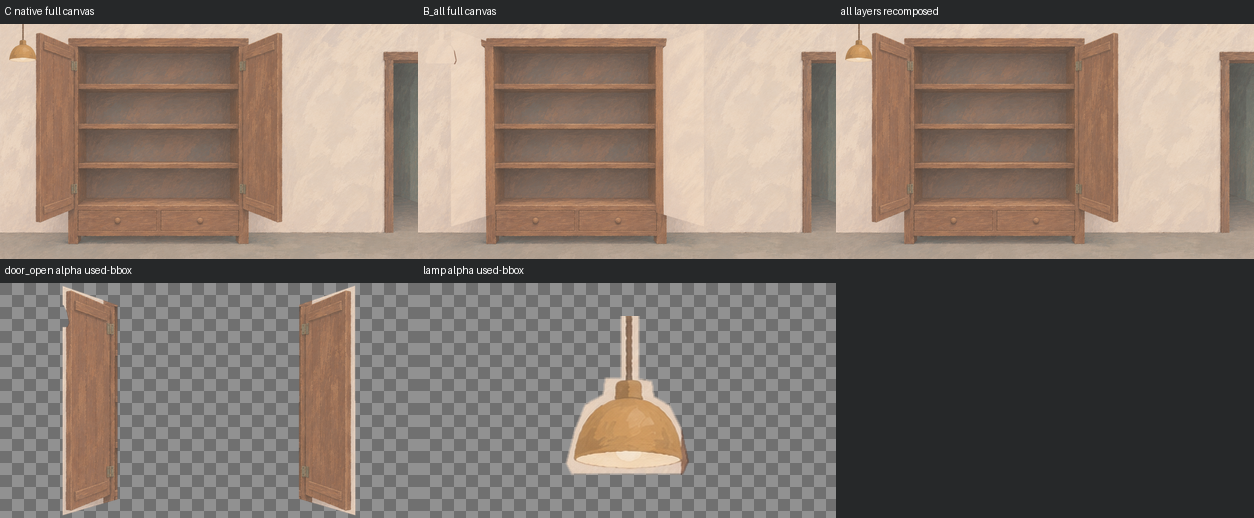 C native full canvas
B_all full canvas
all layers recomposed
door_open alpha used-bbox
lamp alpha used-bbox